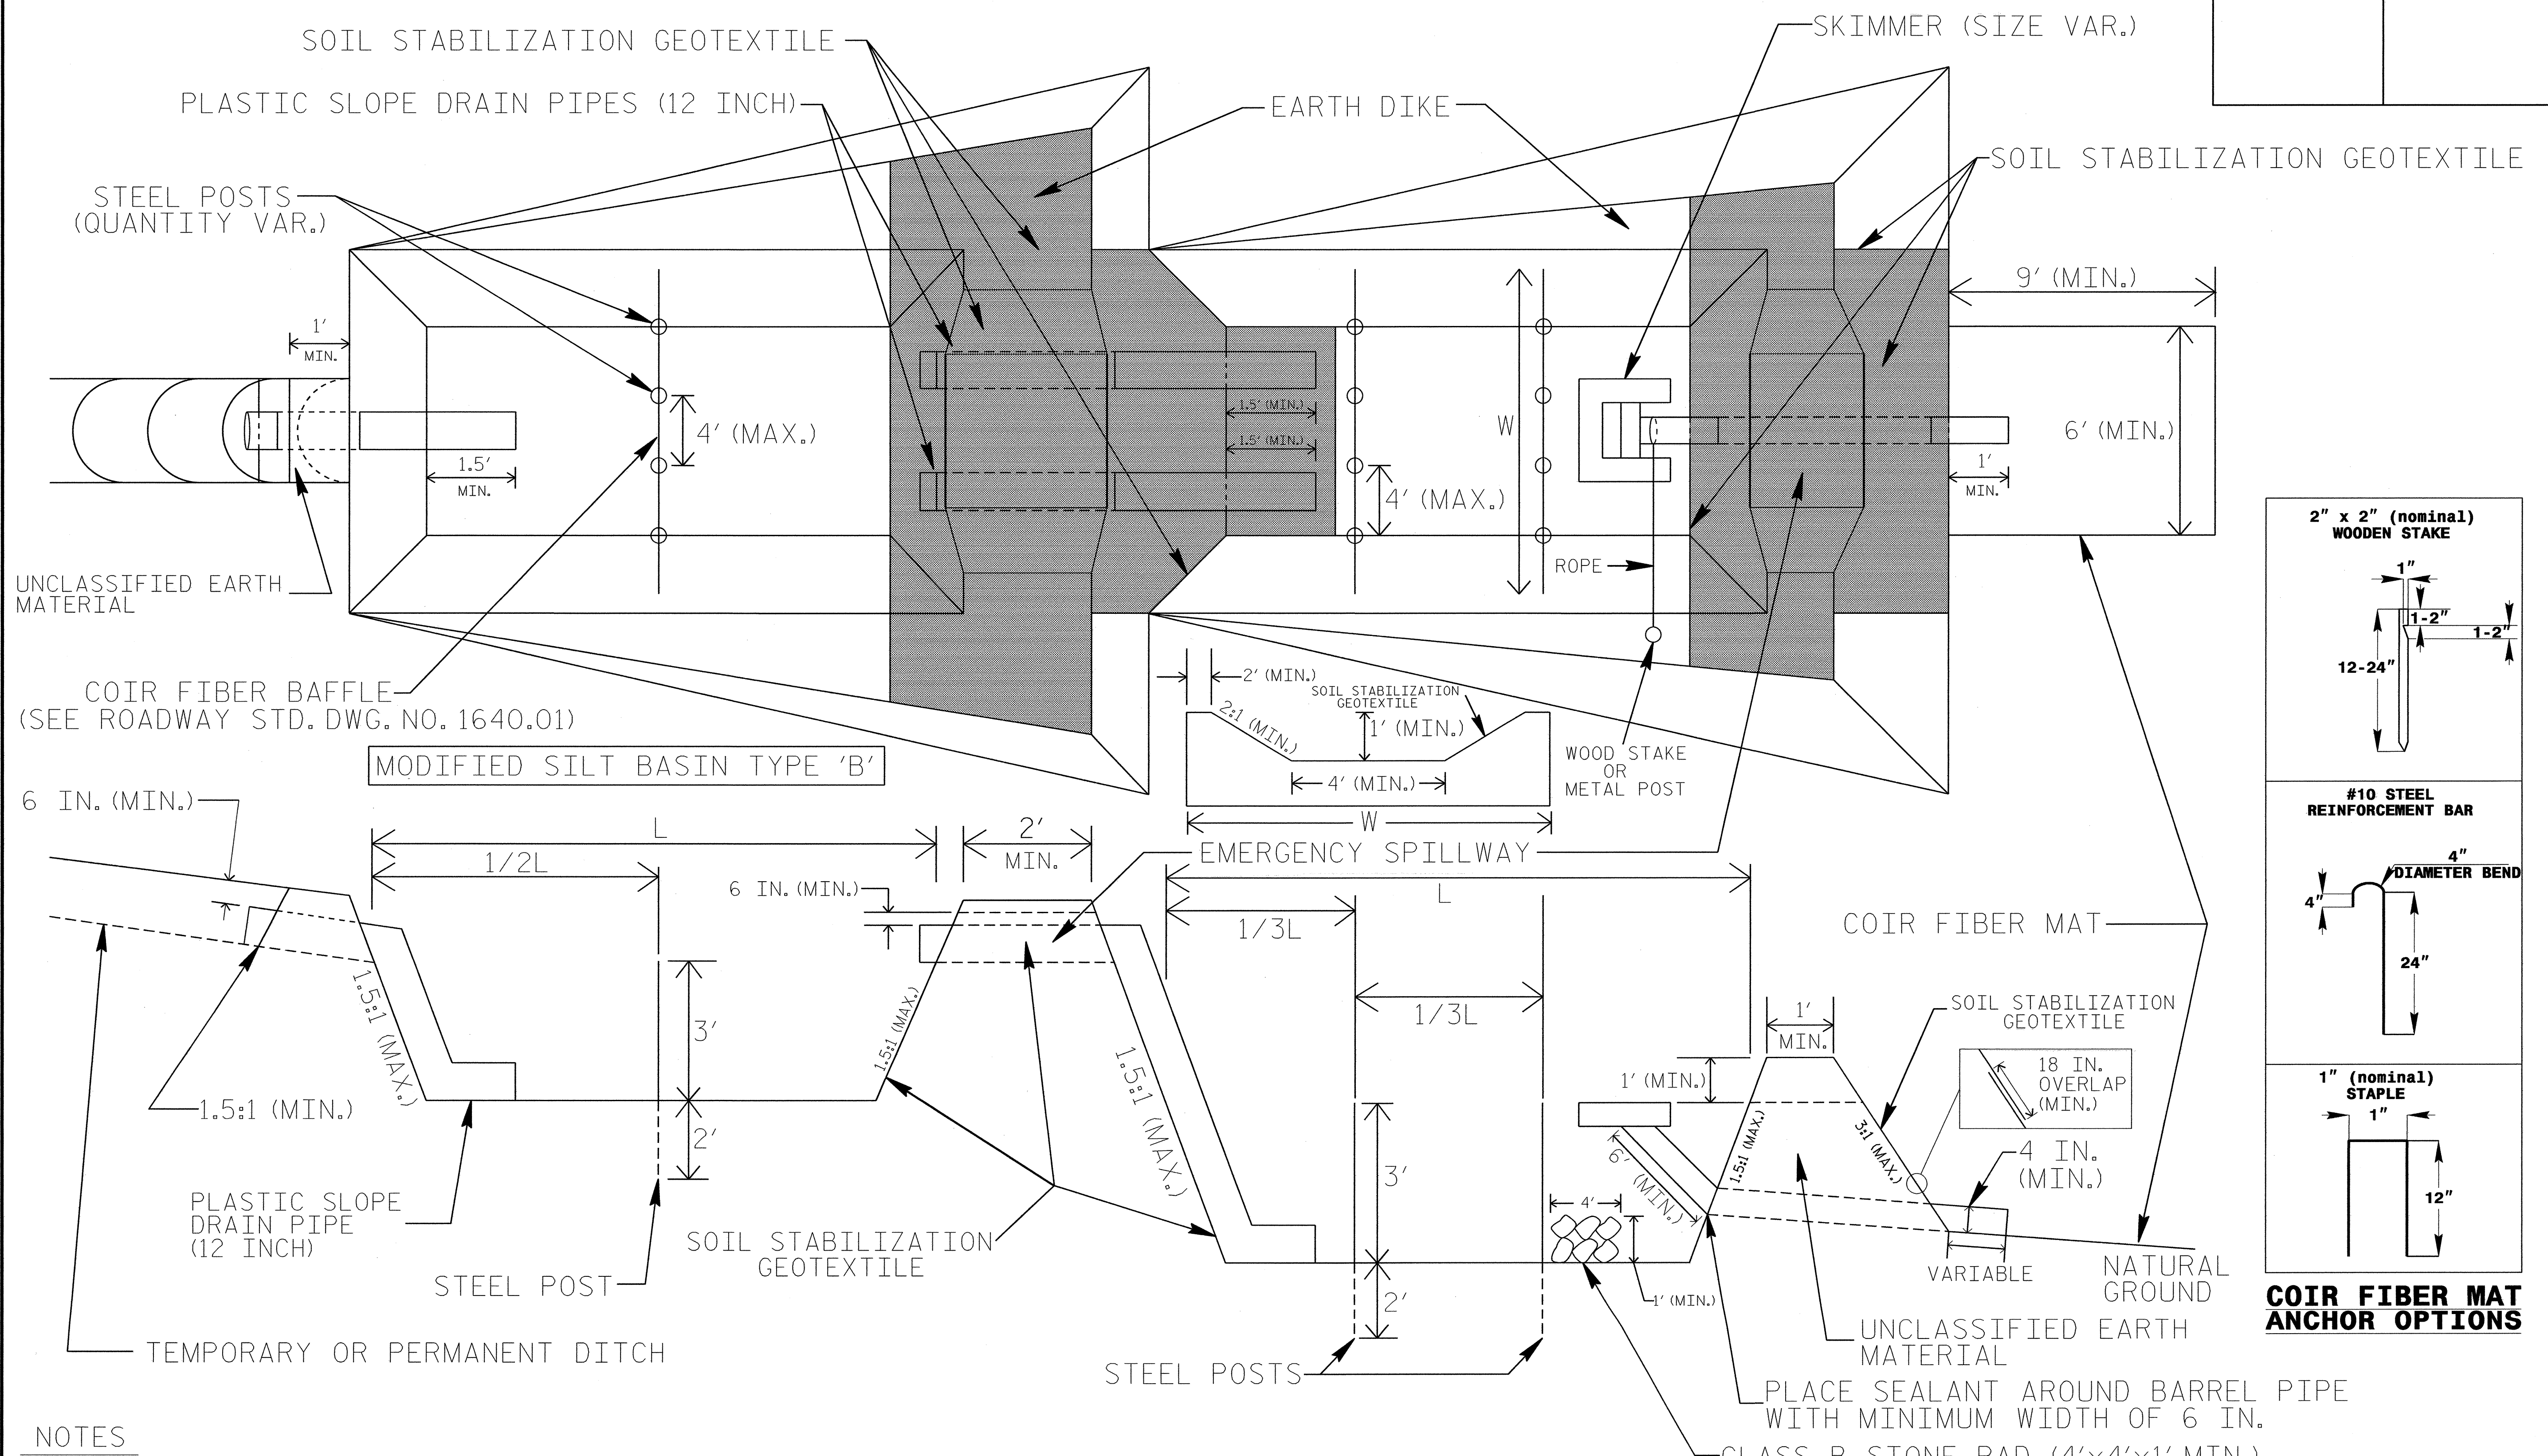 SOIL STABILIZATION GEOTEXTILE
SKIMMER (SIZE VAR.)
PLASTIC SLOPE DRAIN PIPES (12 INCH)
EARTH DIKE
SOIL STABILIZATION GEOTEXTILE
STEEL POSTS
(QUANTITY VAR.)
9' (MIN.)
1'
MIN.
1.5'
MIN.
4' (MAX.)
1.5' (MIN.)
1.5' (MIN.)
W
4' (MAX.)
6' (MIN.)
1'
MIN.
UNCLASSIFIED EARTH
MATERIAL
ROPE
COIR FIBER BAFFLE
(SEE ROADWAY STD. DWG. NO. 1640.01)
MODIFIED SILT BASIN TYPE 'B'
2' (MIN.)
SOIL STABILIZATION
GEOTEXTILE
2:1 (MIN.)
1' (MIN.)
4' (MIN.)
W
WOOD STAKE
OR
METAL POST
2" x 2" (nominal)
WOODEN STAKE
1"
1-2"
1-2"
12-24"
#10 STEEL
REINFORCEMENT BAR
4"
DIAMETER BEND
4"
24"
1" (nominal)
STAPLE
1"
12"
COIR FIBER MAT
ANCHOR OPTIONS
6 IN. (MIN.)
L
2'
MIN.
1/2L
EMERGENCY SPILLWAY
6 IN. (MIN.)
L
1/3L
COIR FIBER MAT
1.5:1 (MAX.)
3'
1.5:1 (MAX.)
1/3L
1'
MIN.
SOIL STABILIZATION
GEOTEXTILE
1.5:1 (MIN.)
2'
1.5:1 (MAX.)
1' (MIN.)
18 IN.
OVERLAP
(MIN.)
1.5:1 (MAX.)
3:1 (MAX.)
4 IN.
(MIN.)
3'
6' (MIN.)
4'
PLASTIC SLOPE
DRAIN PIPE
(12 INCH)
SOIL STABILIZATION
GEOTEXTILE
STEEL POST
2'
1' (MIN.)
VARIABLE
NATURAL
GROUND
TEMPORARY OR PERMANENT DITCH
STEEL POSTS
UNCLASSIFIED EARTH
MATERIAL
PLACE SEALANT AROUND BARREL PIPE
WITH MINIMUM WIDTH OF 6 IN.
NOTES
CLASS B STONE PAD (4'x4'x1' MIN.)